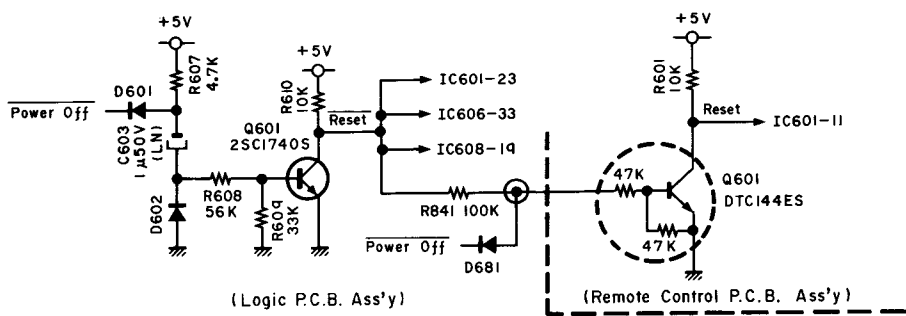 +5V
R607
4.7K
D601
Power Off
C603
1μ50V
(LN)
D602
R608
56K
R609
33K
+5V
R610
10K
Q601
2SC1740S
Reset
IC601-23
IC606-33
IC608-19
R841 100K
Power Off
D681
(Logic P.C.B. Ass'y)
+5V
R601
10K
Reset
IC601-11
47K
47K
Q601
DTC144ES
(Remote Control P.C.B. Ass'y)